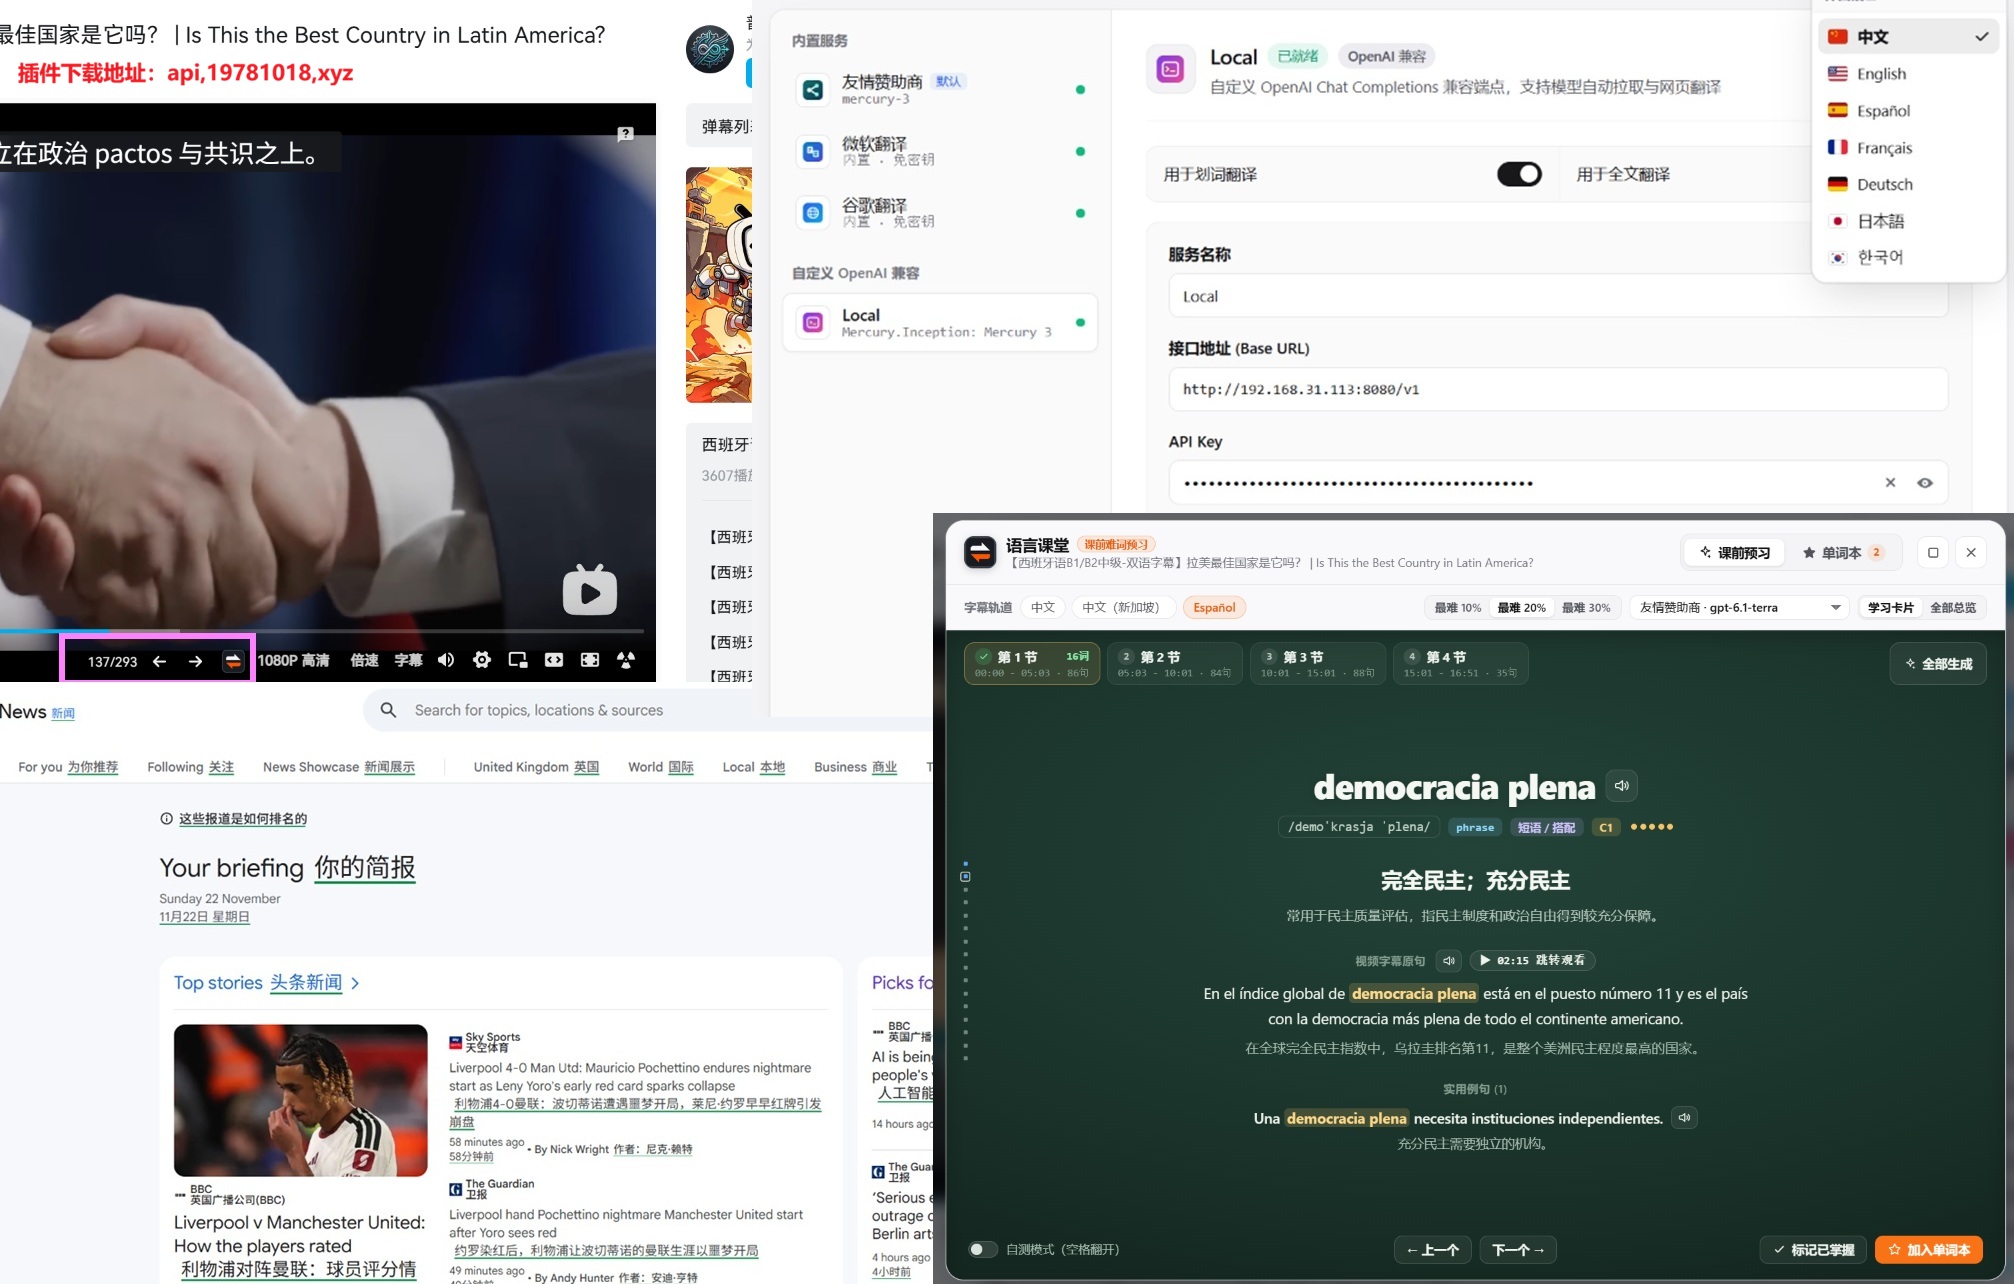 最佳国家是它吗？ | Is This the Best Country in Latin America?
插件下载地址：api,19781018,xyz
立在政治 pactos 与共识之上。
137/293
1080P 高清
倍速
字幕
弹幕列
西班牙
3607播
【西班
【西班
【西班
【西班
【西班
内置服务
友情赞助商 默认
mercury-3
微软翻译
内置 · 免密钥
谷歌翻译
内置 · 免密钥
自定义 OpenAI 兼容
Local
Mercury.Inception: Mercury 3
Local 已就绪 OpenAI 兼容
自定义 OpenAI Chat Completions 兼容端点，支持模型自动拉取与网页翻译
用于划词翻译
用于全文翻译
服务名称
Local
接口地址 (Base URL)
http://192.168.31.113:8080/v1
API Key
中文
English
Español
Français
Deutsch
日本語
한국어
News 新闻
Search for topics, locations & sources
For you 为你推荐
Following 关注
News Showcase 新闻展示
United Kingdom 英国
World 国际
Local 本地
Business 商业
这些报道是如何排名的
Your briefing 你的简报
Sunday 22 November
11月22日 星期日
Top stories 头条新闻
BBC
英国广播公司(BBC)
Liverpool v Manchester United:
How the players rated
利物浦对阵曼联：球员评分情
Sky Sports
天空体育
Liverpool 4-0 Man Utd: Mauricio Pochettino endures nightmare
start as Leny Yoro's early red card sparks collapse
利物浦4-0曼联：波切蒂诺遭遇噩梦开局，莱尼·约罗早早红牌引发
崩盘
58 minutes ago • By Nick Wright 作者：尼克·赖特
58分钟前
The Guardian
卫报
Liverpool hand Pochettino nightmare Manchester United start
after Yoro sees red
约罗染红后，利物浦让波切蒂诺的曼联生涯以噩梦开局
49 minutes ago • By Andy Hunter 作者：安迪·亨特
Picks fo
BBC
英国广播
AI is being
people's
人工智能
14 hours ago
The Guar
卫报
‘Serious e
outrage o
Berlin art
4 hours ago
4小时前
语言课堂 课前难词预习
【西班牙语B1/B2中级-双语字幕】拉美最佳国家是它吗？ | Is This the Best Country in Latin America?
课前预习
单词本 2
字幕轨道
中文
中文（新加坡）
Español
最难 10%
最难 20%
最难 30%
友情赞助商 · gpt-6.1-terra
学习卡片
全部总览
第 1 节 16词
00:00 - 05:03 · 86句
2 第 2 节
05:03 - 10:01 · 84句
3 第 3 节
10:01 - 15:01 · 88句
4 第 4 节
15:01 - 16:51 · 35句
全部生成
democracia plena
/demoˈkrasja ˈplena/
phrase
短语 / 搭配
C1
完全民主；充分民主
常用于民主质量评估，指民主制度和政治自由得到较充分保障。
视频字幕原句
02:15 跳转观看
En el índice global de democracia plena está en el puesto número 11 y es el país
con la democracia más plena de todo el continente americano.
在全球完全民主指数中，乌拉圭排名第11，是整个美洲民主程度最高的国家。
实用例句 (1)
Una democracia plena necesita instituciones independientes.
充分民主需要独立的机构。
自测模式（空格翻开）
←上一个
下一个→
标记已掌握
加入单词本